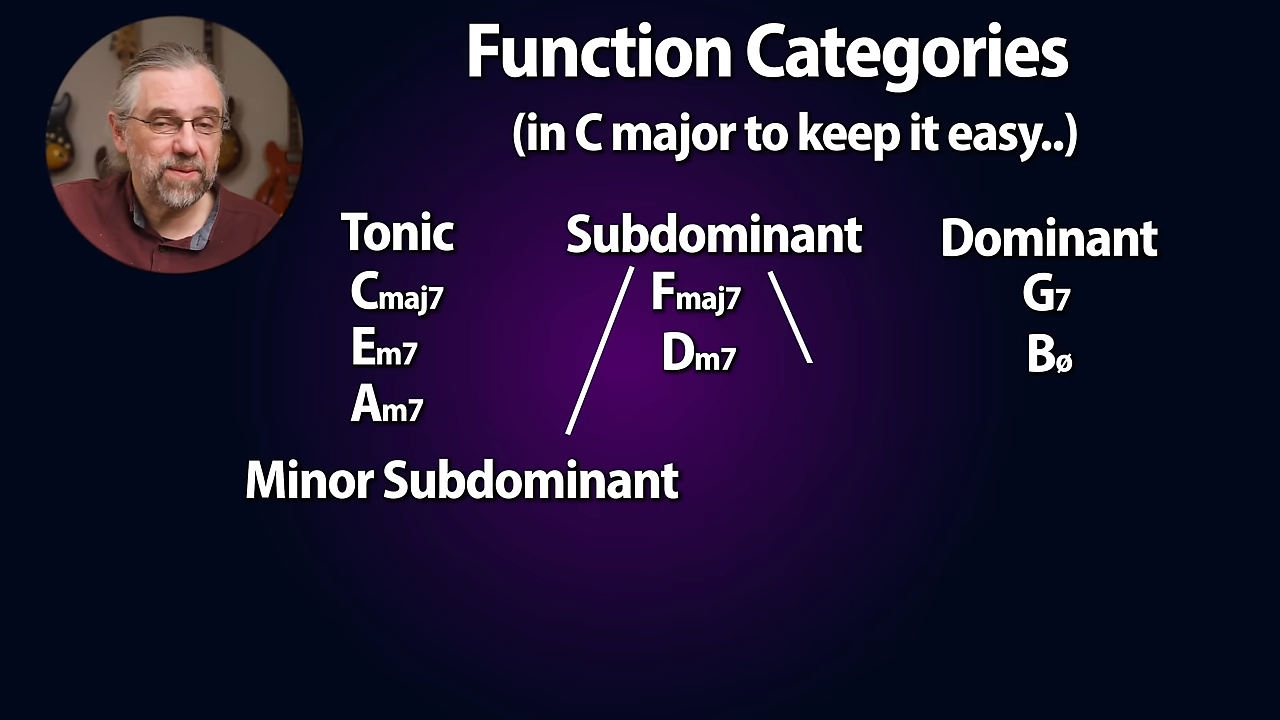 Function Categories
(in C major to keep it easy..)
Tonic
Cmaj7
Em7
Am7
Subdominant
Fmaj7
Dm7
Dominant
G7
Bø
Minor Subdominant